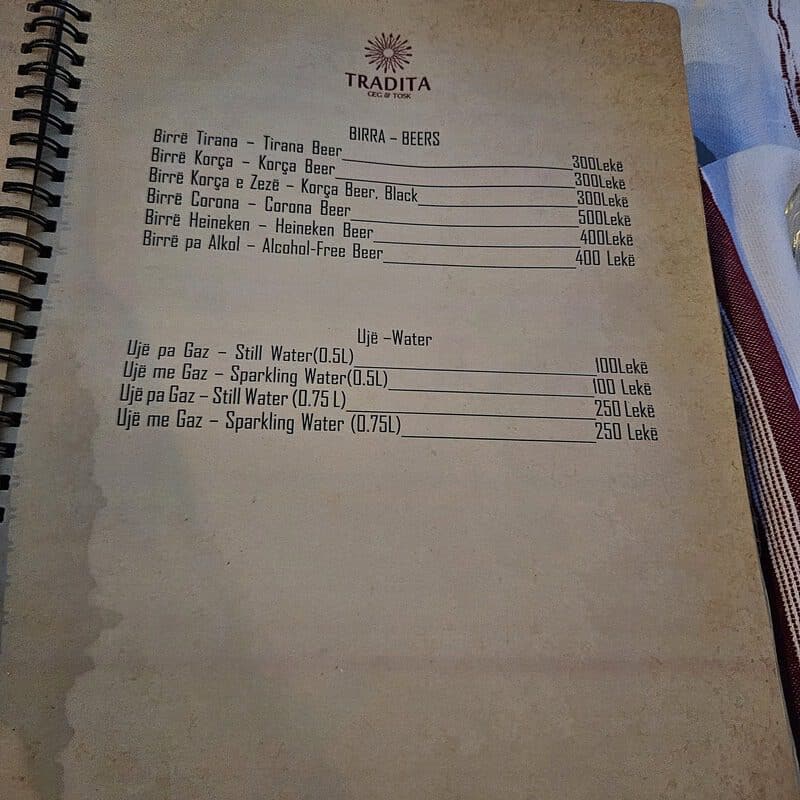 TRADITA
GEG & TOSK
BIRRA – BEERS
Birrë Tirana – Tirana Beer 300Lekë
Birrë Korça – Korça Beer 300Lekë
Birrë Korça e Zezë – Korça Beer, Black 300Lekë
Birrë Corona – Corona Beer 500Lekë
Birrë Heineken – Heineken Beer 400Lekë
Birrë pa Alkol – Alcohol-Free Beer 400 Lekë
Ujë –Water
Ujë pa Gaz – Still Water(0.5L) 100Lekë
Ujë me Gaz – Sparkling Water(0.5L) 100 Lekë
Ujë pa Gaz – Still Water (0.75 L) 250 Lekë
Ujë me Gaz – Sparkling Water (0.75L) 250 Lekë